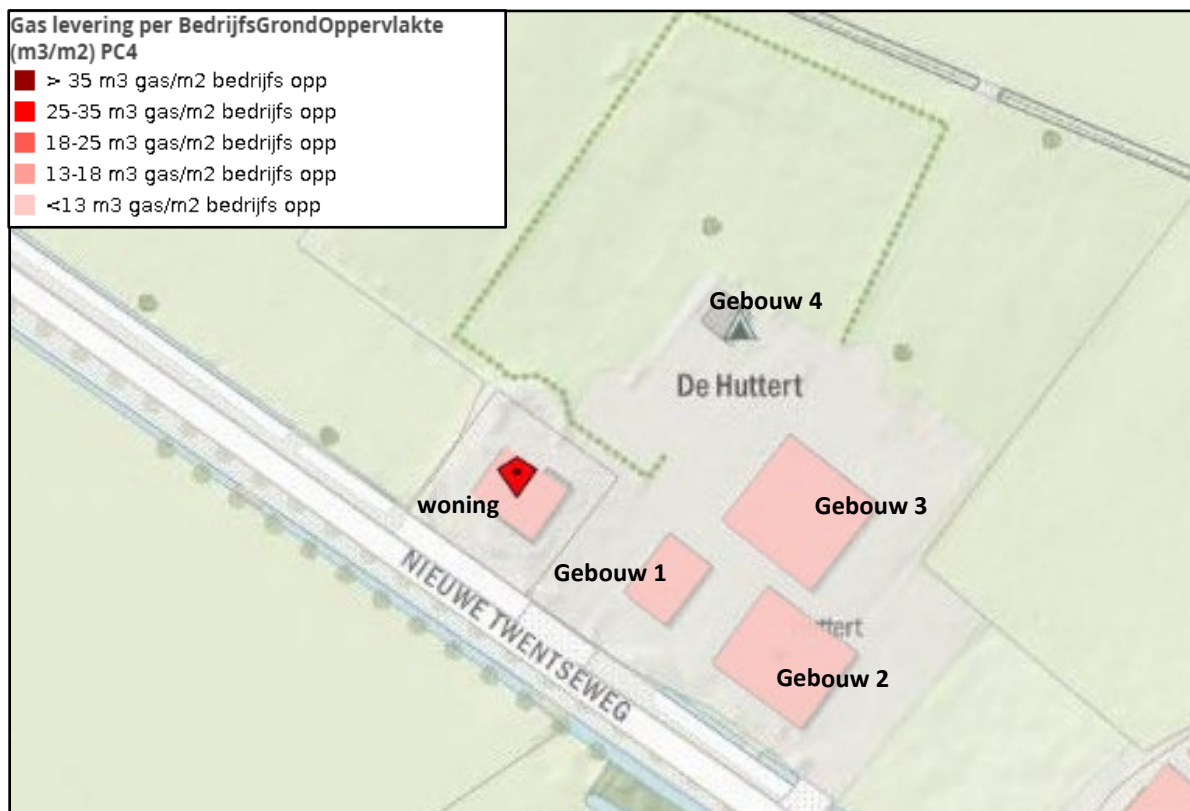 Gas levering per BedrijfsGrondOppervlakte
(m3/m2) PC4
> 35 m3 gas/m2 bedrijfs opp
25-35 m3 gas/m2 bedrijfs opp
18-25 m3 gas/m2 bedrijfs opp
13-18 m3 gas/m2 bedrijfs opp
<13 m3 gas/m2 bedrijfs opp
Gebouw 4
De Huttert
woning
Gebouw 3
Gebouw 1
NIEUWE TWENTSEWEG
Gebouw 2